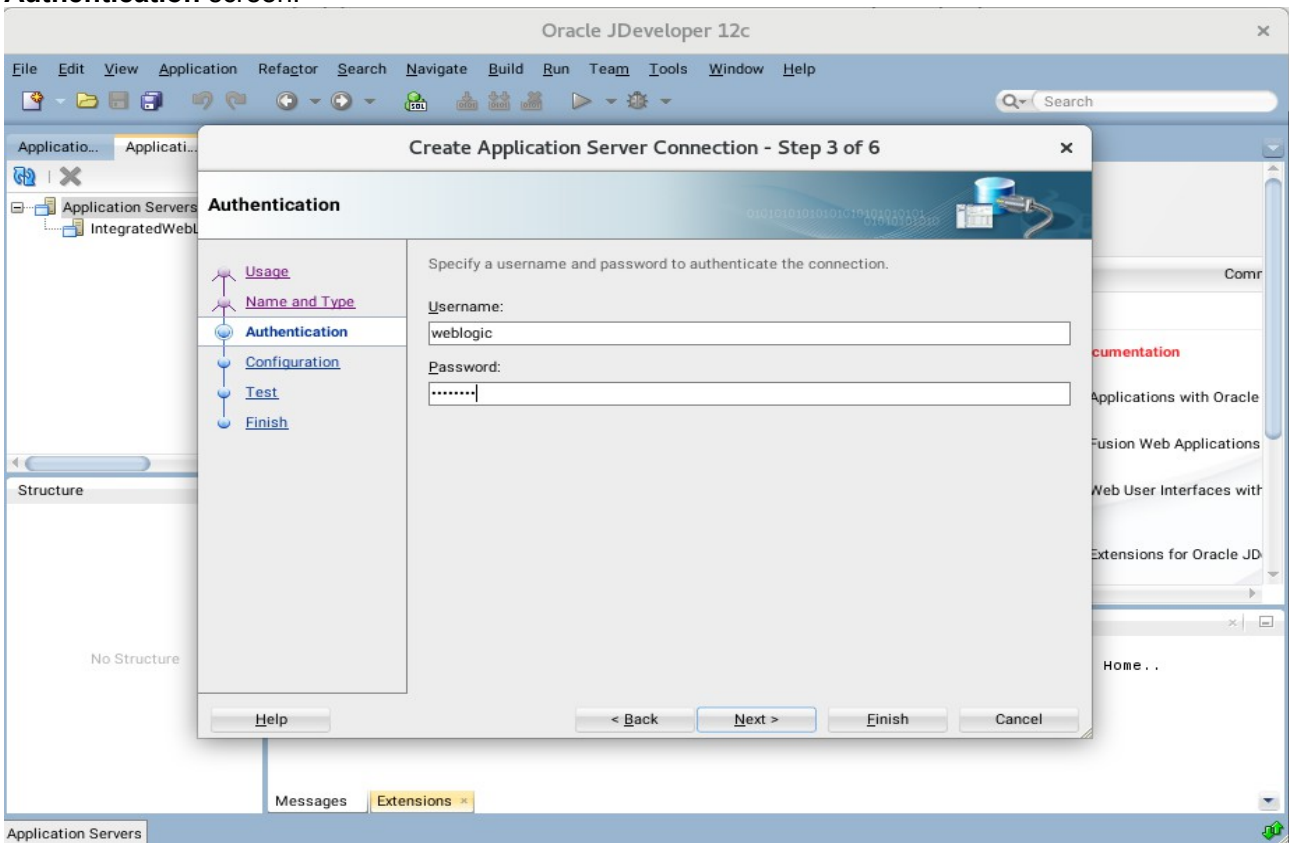 Authentication screen.
Oracle JDeveloper 12c
File Edit View Application Refactor Search Navigate Build Run Team Tools Window Help
Search
Applicatio... Applicati...
Application Servers
IntegratedWebL
Create Application Server Connection - Step 3 of 6
Authentication
Usage
Name and Type
Authentication
Configuration
Test
Finish
Specify a username and password to authenticate the connection.
Username:
weblogic
Password:
••••••••
Help
< Back
Next >
Finish
Cancel
Comm
cumentation
Applications with Oracle
Fusion Web Applications
Web User Interfaces with
Extensions for Oracle JD
Structure
No Structure
Home..
Messages Extensions
Application Servers